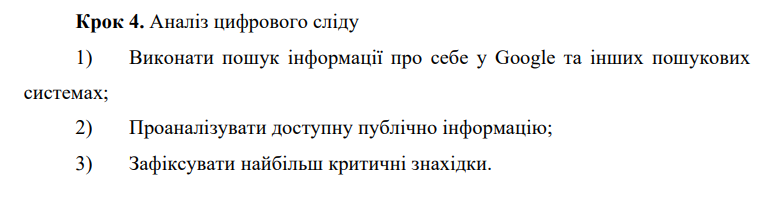 Крок 4. Аналіз цифрового сліду
1) Виконати пошук інформації про себе у Google та інших пошукових
системах;
2) Проаналізувати доступну публічно інформацію;
3) Зафіксувати найбільш критичні знахідки.